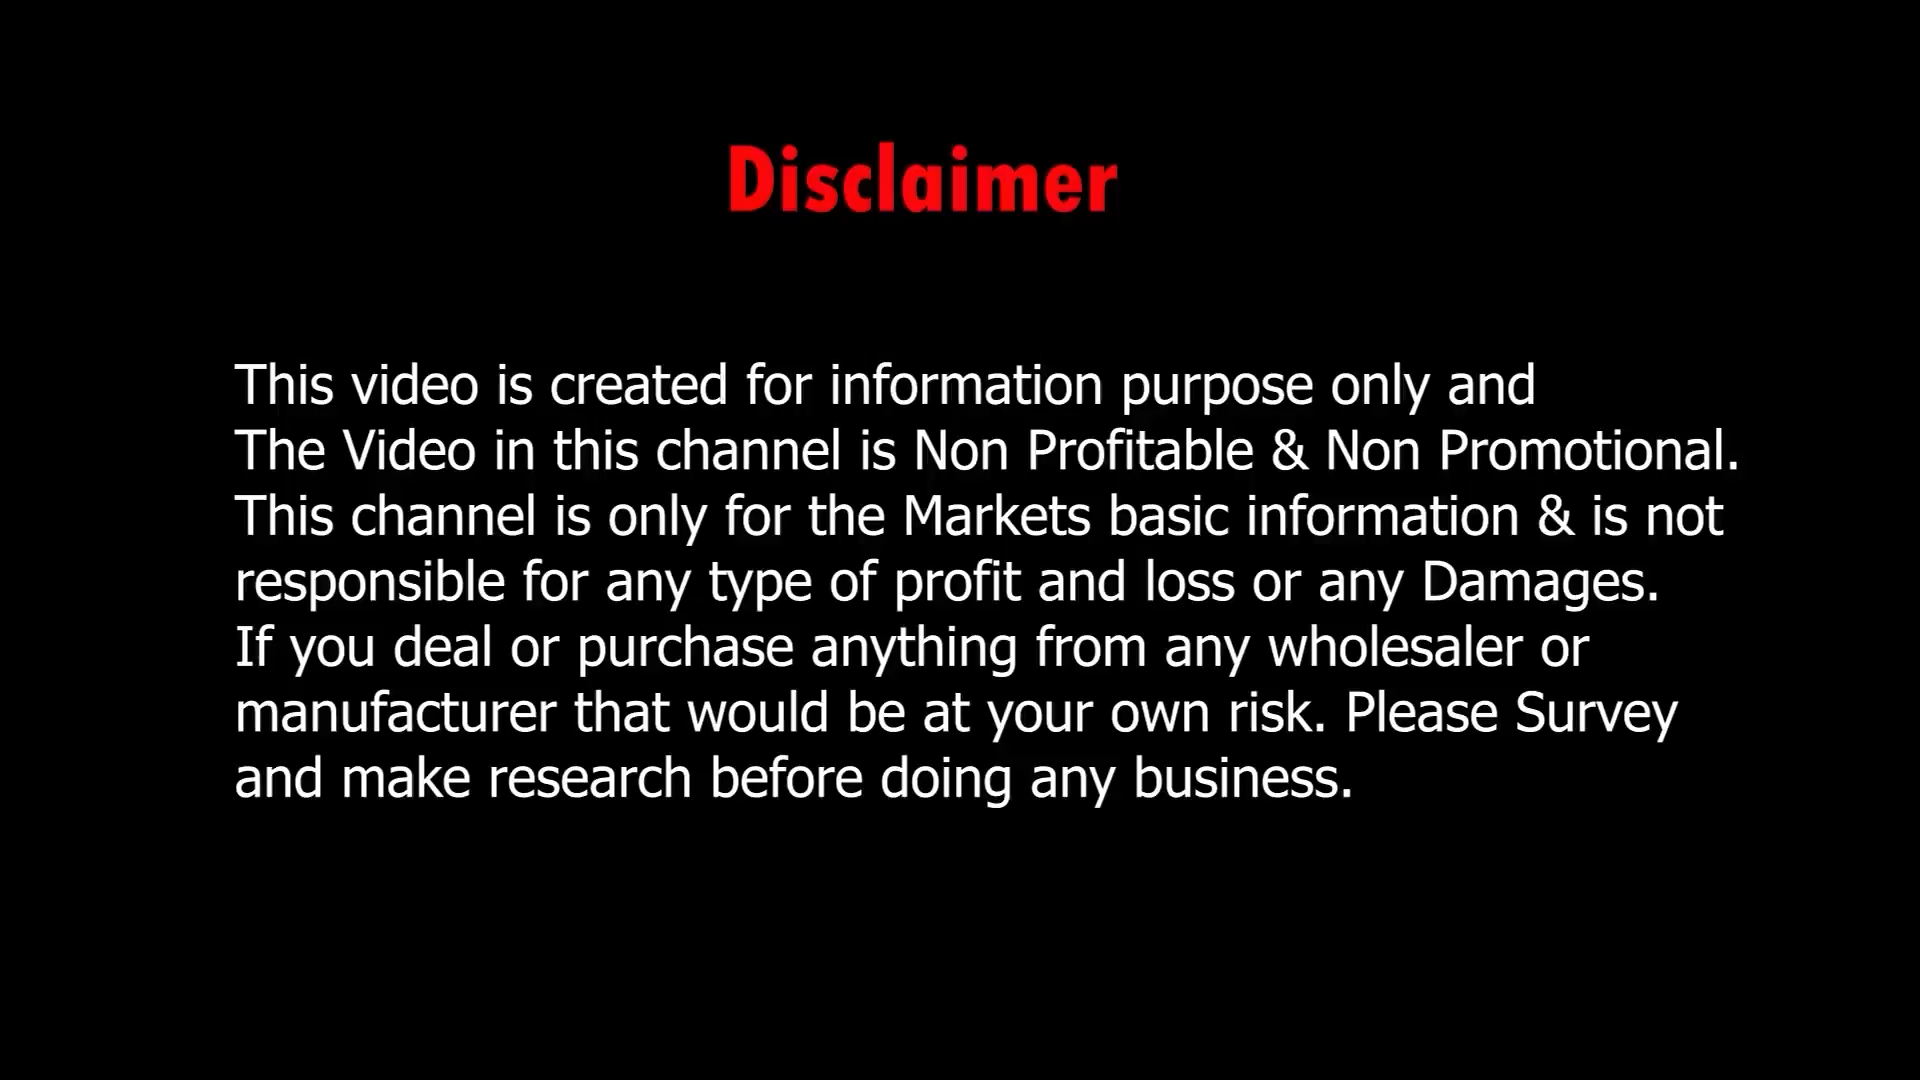 Disclaimer
This video is created for information purpose only and
The Video in this channel is Non Profitable & Non Promotional.
This channel is only for the Markets basic information & is not
responsible for any type of profit and loss or any Damages.
If you deal or purchase anything from any wholesaler or
manufacturer that would be at your own risk. Please Survey
and make research before doing any business.